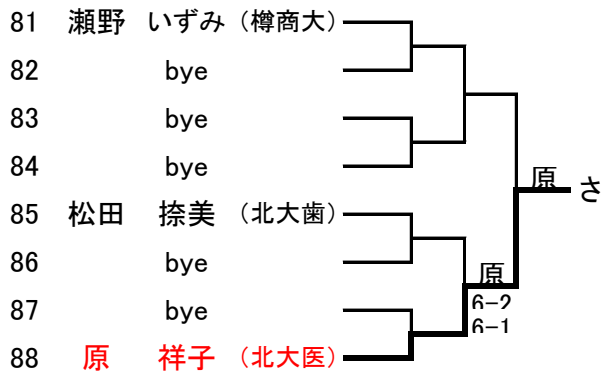 81 瀬野 いずみ (樽商大)
82 bye
83 bye
84 bye
原 さ
85 松田 捺美 (北大歯)
86 bye
原
87 bye
6-2
6-1
88 原 祥子 (北大医)